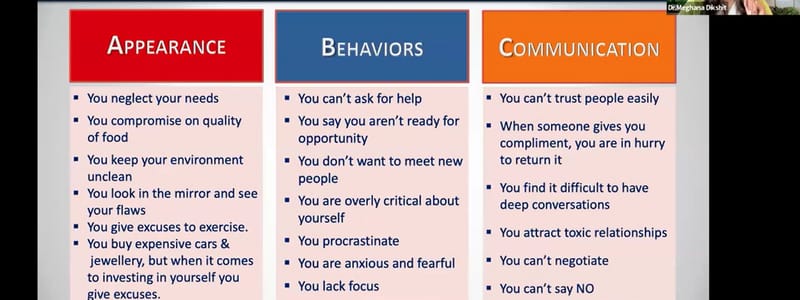 Dr.Meghana Dikshit
APPEARANCE
You neglect your needs
You compromise on quality
of food
You keep your environment
unclean
You look in the mirror and see
your flaws
You give excuses to exercise.
You buy expensive cars &
jewellery, but when it comes
to investing in yourself you
give excuses.
BEHAVIORS
You can't ask for help
You say you aren't ready for
opportunity
You don't want to meet new
people
You are overly critical about
yourself
You procrastinate
You are anxious and fearful
You lack focus
COMMUNICATION
You can't trust people easily
When someone gives you
compliment, you are in hurry
to return it
You find it difficult to have
deep conversations
You attract toxic relationships
You can't negotiate
You can't say NO